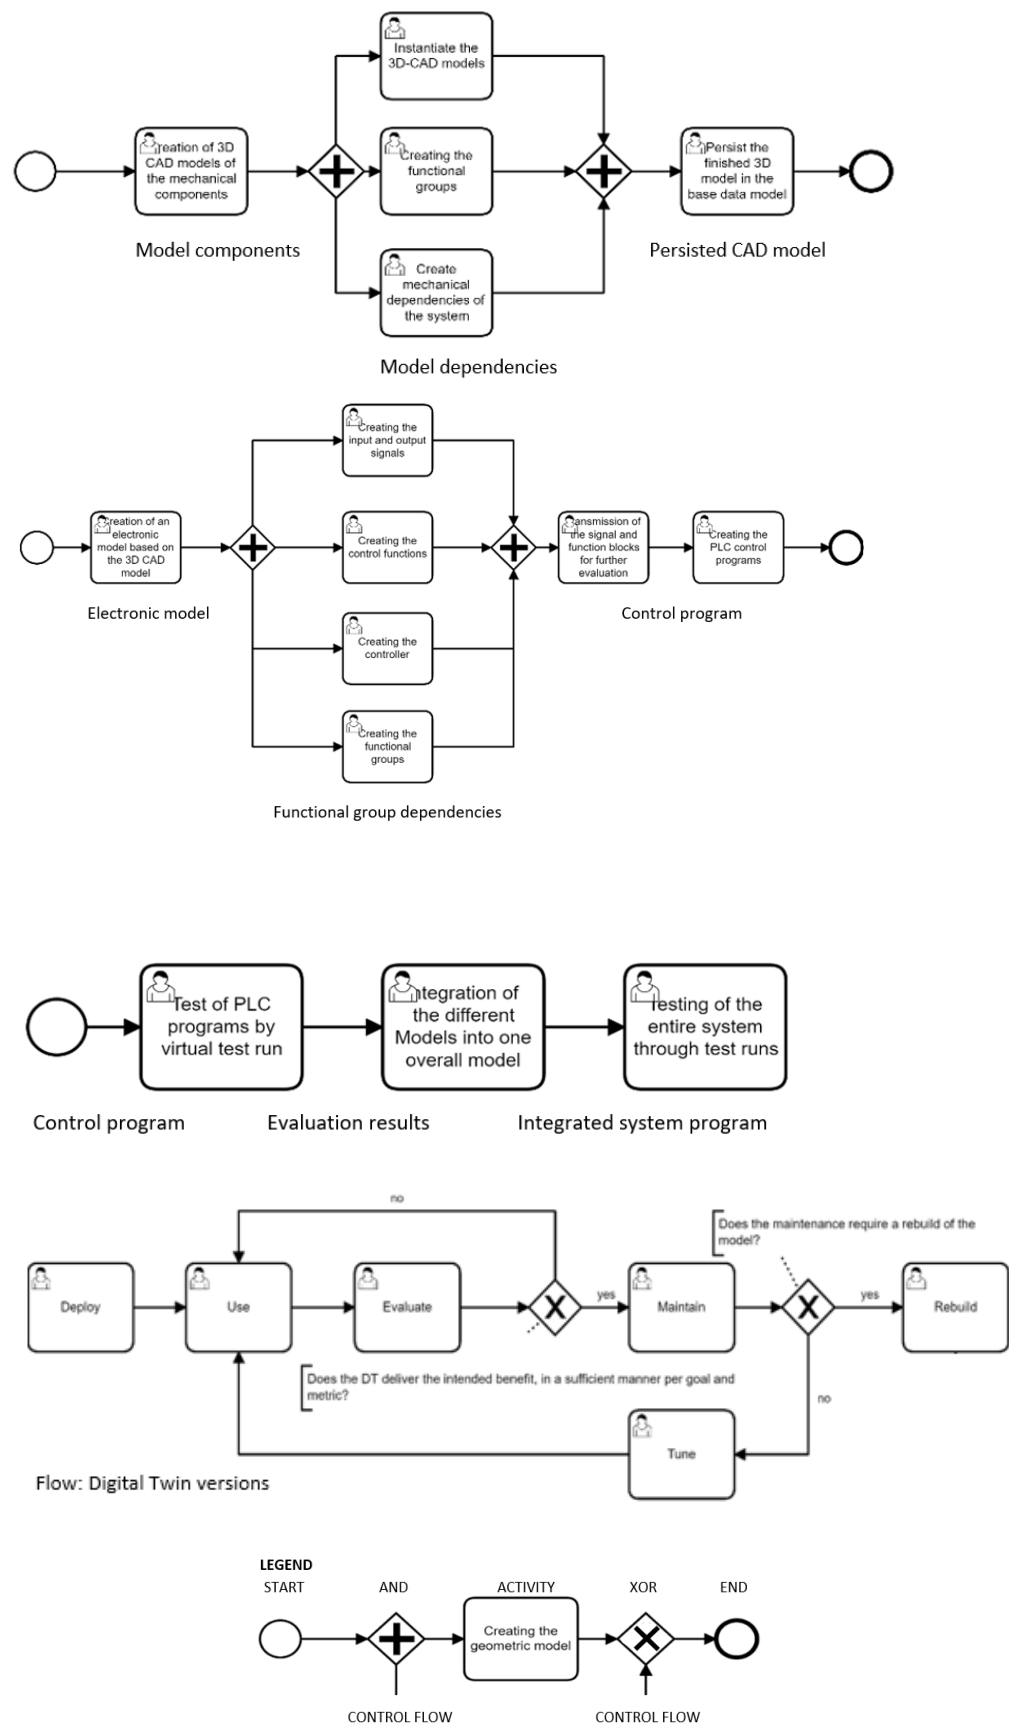 Instantiate the
3D-CAD models
reation of 3D
CAD models of
the mechanical
components
Creating the
functional
groups
Persist the
finished 3D
model in the
base data model
Model components
Persisted CAD model
Create
mechanical
dependencies of
the system
Model dependencies
Creating the
input and output
signals
reation of an
electronic
model based on
the 3D CAD
model
Creating the
control functions
ansmission of
the signal and
function blocks
for further
evaluation
Creating the
PLC control
programs
Electronic model
Control program
Creating the
controller
Creating the
functional
groups
Functional group dependencies
Test of PLC
programs by
virtual test run
ntegration of
the different
Models into one
overall model
Testing of the
entire system
through test runs
Control program
Evaluation results
Integrated system program
no
Does the maintenance require a rebuild of the
model?
Deploy
Use
Evaluate
yes
Maintain
yes
Rebuild
Does the DT deliver the intended benefit, in a sufficient manner per goal and
metric?
no
Tune
Flow: Digital Twin versions
LEGEND
START
AND
ACTIVITY
XOR
END
Creating the
geometric model
CONTROL FLOW
CONTROL FLOW